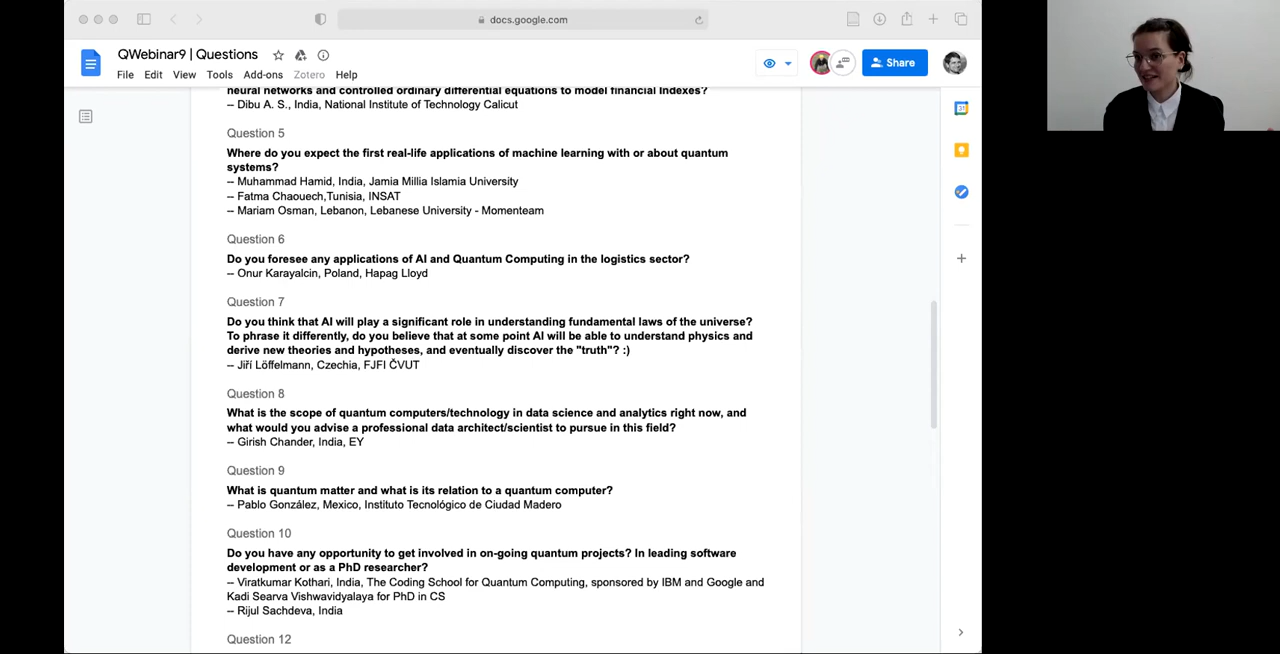 docs.google.com
QWebinar9 | Questions
File Edit View Tools Add-ons Zotero Help
Share
31
neural networks and controlled ordinary differential equations to model financial indexes?
-- Dibu A. S., India, National Institute of Technology Calicut
Question 5
Where do you expect the first real-life applications of machine learning with or about quantum
systems?
-- Muhammad Hamid, India, Jamia Millia Islamia University
-- Fatma Chaouech,Tunisia, INSAT
-- Mariam Osman, Lebanon, Lebanese University - Momenteam
Question 6
Do you foresee any applications of AI and Quantum Computing in the logistics sector?
-- Onur Karayalcin, Poland, Hapag Lloyd
Question 7
Do you think that AI will play a significant role in understanding fundamental laws of the universe?
To phrase it differently, do you believe that at some point AI will be able to understand physics and
derive new theories and hypotheses, and eventually discover the "truth"? :)
-- Jiří Löffelmann, Czechia, FJFI ČVUT
Question 8
What is the scope of quantum computers/technology in data science and analytics right now, and
what would you advise a professional data architect/scientist to pursue in this field?
-- Girish Chander, India, EY
Question 9
What is quantum matter and what is its relation to a quantum computer?
-- Pablo González, Mexico, Instituto Tecnológico de Ciudad Madero
Question 10
Do you have any opportunity to get involved in on-going quantum projects? In leading software
development or as a PhD researcher?
-- Viratkumar Kothari, India, The Coding School for Quantum Computing, sponsored by IBM and Google and
Kadi Searva Vishwavidyalaya for PhD in CS
-- Rijul Sachdeva, India
Question 12